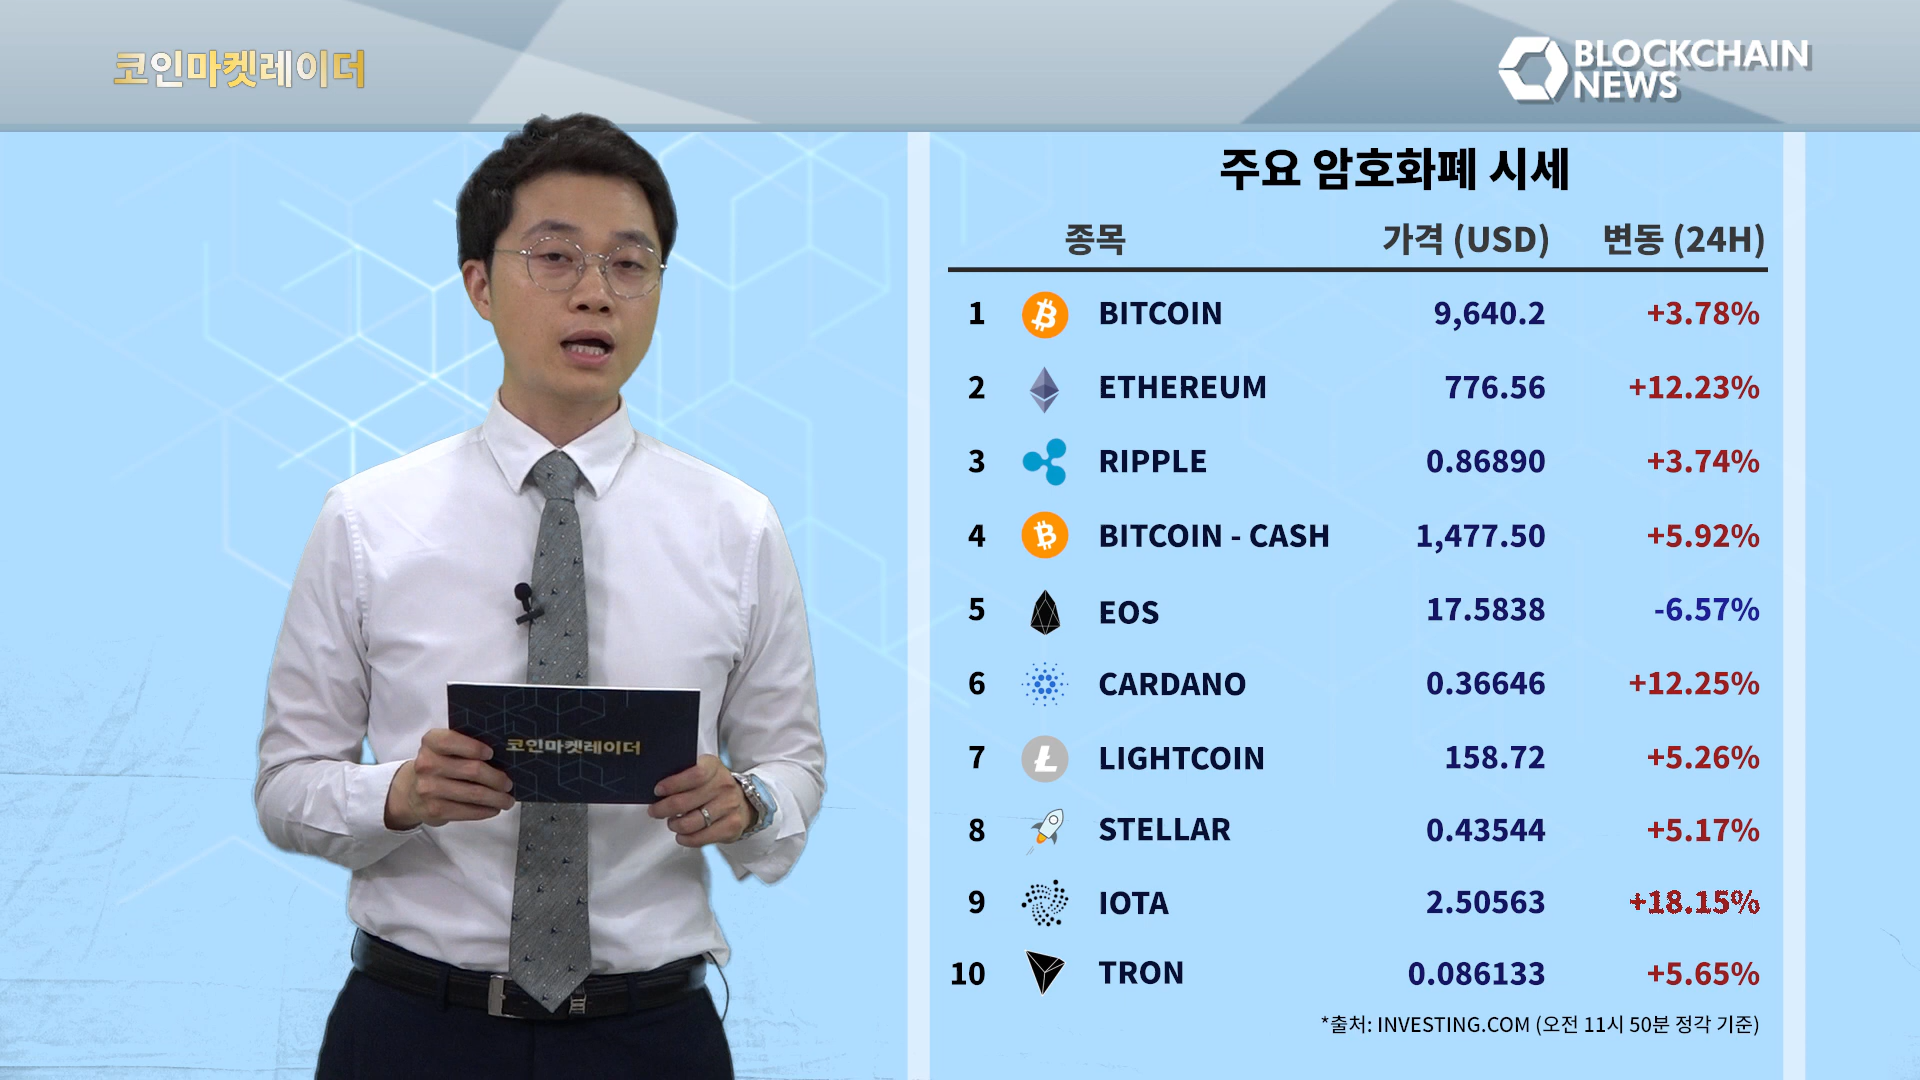 코인마켓레이더
BLOCKCHAIN
NEWS
주요 암호화폐 시세
종목 가격 (USD) 변동 (24H)
1 BITCOIN 9,640.2 +3.78%
2 ETHEREUM 776.56 +12.23%
3 RIPPLE 0.86890 +3.74%
4 BITCOIN - CASH 1,477.50 +5.92%
5 EOS 17.5838 -6.57%
6 CARDANO 0.36646 +12.25%
7 LIGHTCOIN 158.72 +5.26%
8 STELLAR 0.43544 +5.17%
9 IOTA 2.50563 +18.15%
10 TRON 0.086133 +5.65%
*출처: INVESTING.COM (오전 11시 50분 정각 기준)
코인마켓레이더